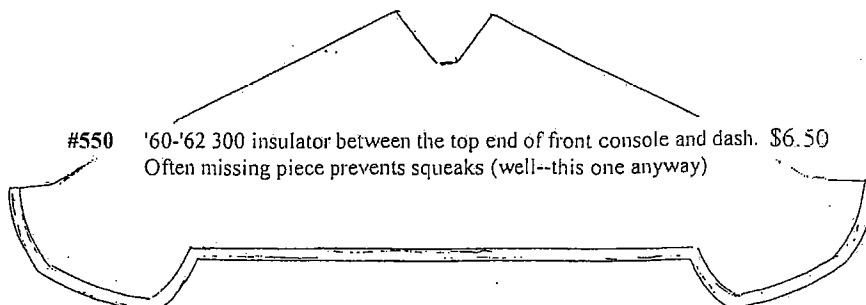 #550 '60-'62 300 insulator between the top end of front console and dash. $6.50
Often missing piece prevents squeaks (well--this one anyway)